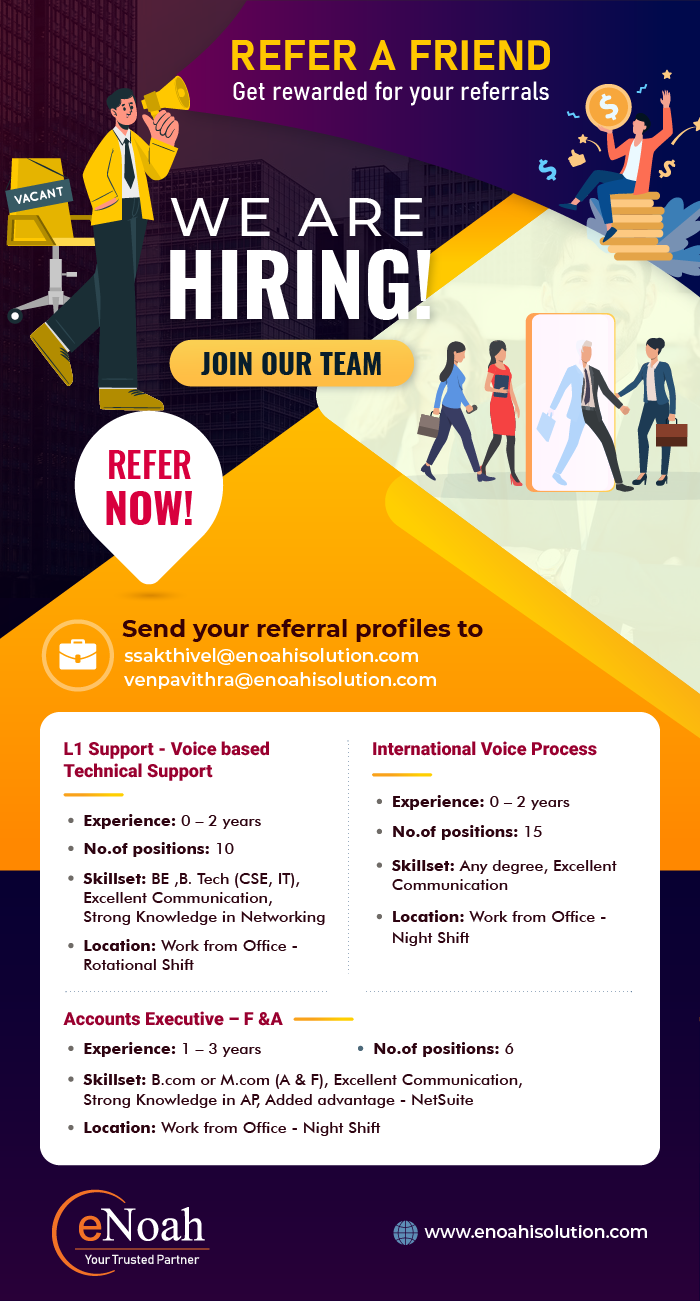 REFER A FRIEND
Get rewarded for your referrals
VACANT
WE ARE
HIRING!
JOIN OUR TEAM
REFER
NOW!
Send your referral profiles to
ssakthivel@enoahisolution.com
venpavithra@enoahisolution.com
L1 Support - Voice based
Technical Support
• Experience: 0 – 2 years
• No.of positions: 10
• Skillset: BE ,B. Tech (CSE, IT),
Excellent Communication,
Strong Knowledge in Networking
• Location: Work from Office -
Rotational Shift
International Voice Process
• Experience: 0 – 2 years
• No.of positions: 15
• Skillset: Any degree, Excellent
Communication
• Location: Work from Office -
Night Shift
Accounts Executive – F &A
• Experience: 1 – 3 years • No.of positions: 6
• Skillset: B.com or M.com (A & F), Excellent Communication,
Strong Knowledge in AP, Added advantage - NetSuite
• Location: Work from Office - Night Shift
eNoah
Your Trusted Partner
www.enoahisolution.com